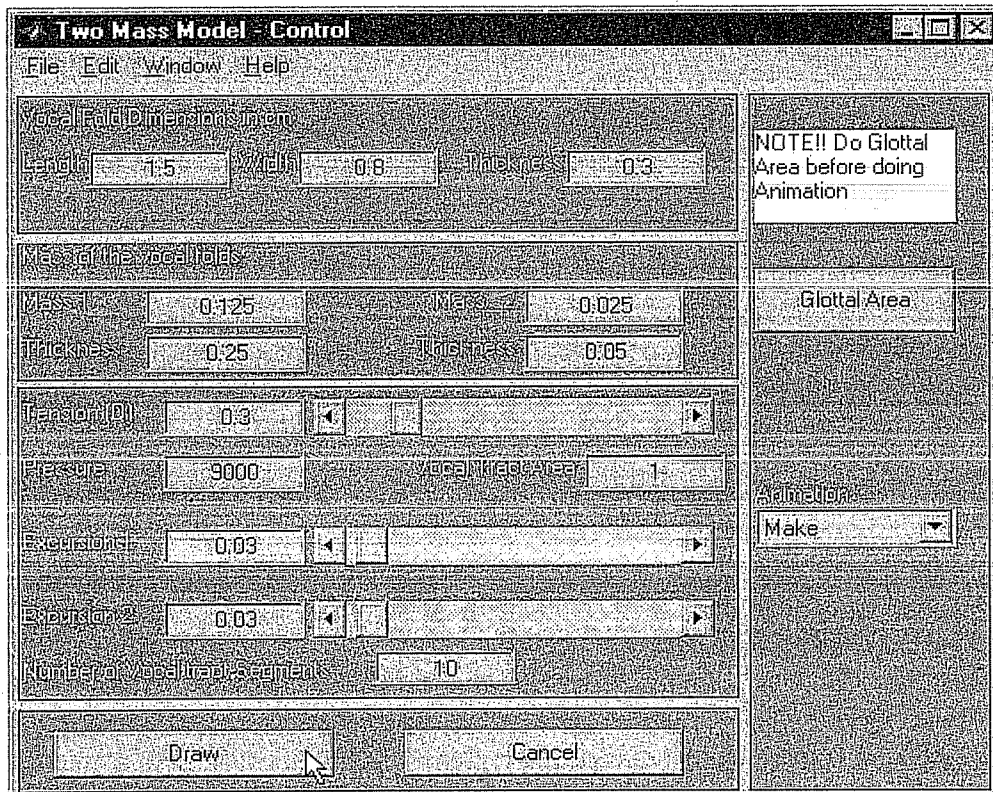 Two Mass Model - Control
File Edit Window Help
Vocal Fold Dimensions in cm
Length 1.5 Width 0.8 Thickness 0.3
Mass of the vocal folds
Mass 1 0.125 Mass 2 0.025
Thicknes 0.25 Thickness 0.05
Tension (D) 0.3
Pressure 9000 Vocal Tract Area 1
Excursion 1 0.03
Excursion 2 0.03
Number of Vocal tract Segments 10
Draw Cancel
NOTE!! Do Glottal
Area before doing
Animation
Glottal Area
Animation
Make